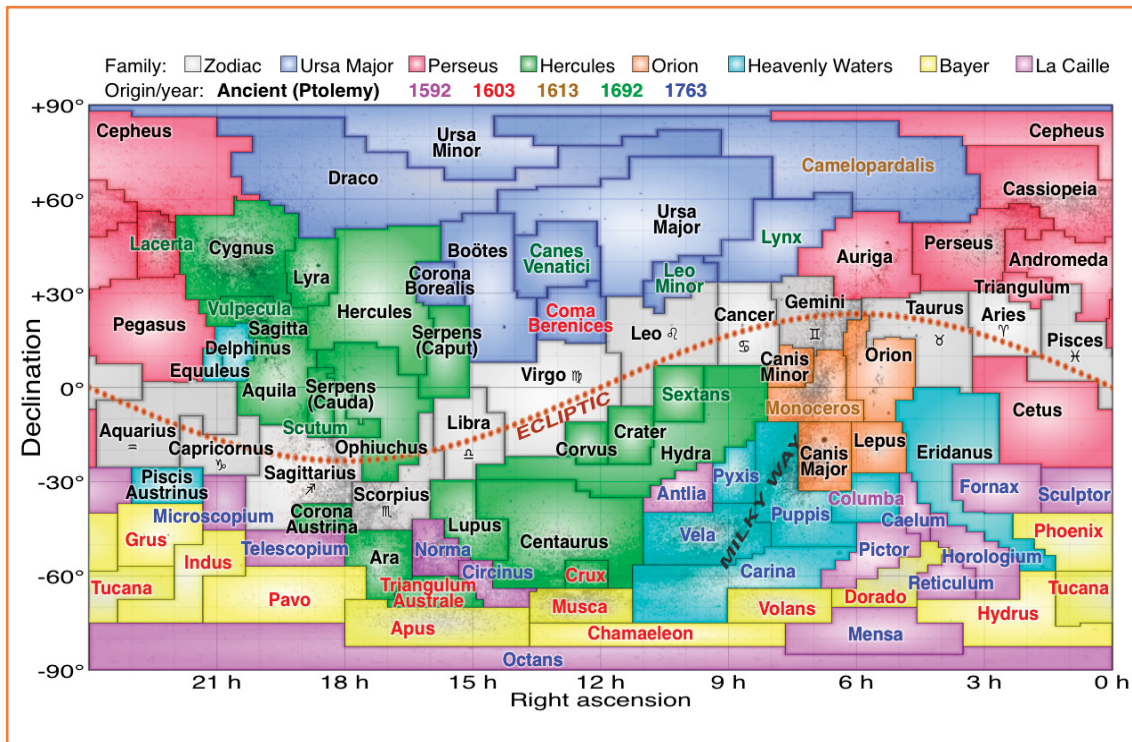 Family: Zodiac Ursa Major Perseus Hercules Orion Heavenly Waters Bayer La Caille
Origin/year: Ancient (Ptolemy) 1592 1603 1613 1692 1763
+90°
Cepheus
Ursa
Minor
Cepheus
Draco
Camelopardalis
Cassiopeia
+60°
Ursa
Major
Lacerta
Cygnus
Boötes
Canes
Venatici
Lynx
Auriga
Perseus
Andromeda
Lyra
Corona
Borealis
Leo
Minor
Triangulum
+30°
Vulpecula
Hercules
Coma
Berenices
Gemini
♊
Taurus
♉
Aries
♈
Pegasus
Sagitta
Serpens
(Caput)
Leo ♌
Cancer
♋
Pisces
♓
Delphinus
Equuleus
Canis
Minor
Orion
Declination
0°
Aquila
Serpens
(Cauda)
Virgo ♍
Sextans
Monoceros
Cetus
ECLIPTIC
Aquarius
♒
Scutum
Libra
♎
Crater
Capricornus
♑
Ophiuchus
Corvus
Hydra
MILKY WAY
Canis
Major
Lepus
Eridanus
-30°
Piscis
Austrinus
Sagittarius
♐
Scorpius
♏
Antlia
Pyxis
Columba
Fornax
Sculptor
Microscopium
Corona
Austrina
Lupus
Centaurus
Vela
Puppis
Caelum
Phoenix
Grus
Indus
Telescopium
Ara
Norma
Pictor
Horologium
-60°
Tucana
Circinus
Crux
Carina
Reticulum
Tucana
Pavo
Triangulum
Australe
Musca
Volans
Dorado
Hydrus
Apus
Chamaeleon
Mensa
Octans
-90°
21 h 18 h 15 h 12 h 9 h 6 h 3 h 0 h
Right ascension